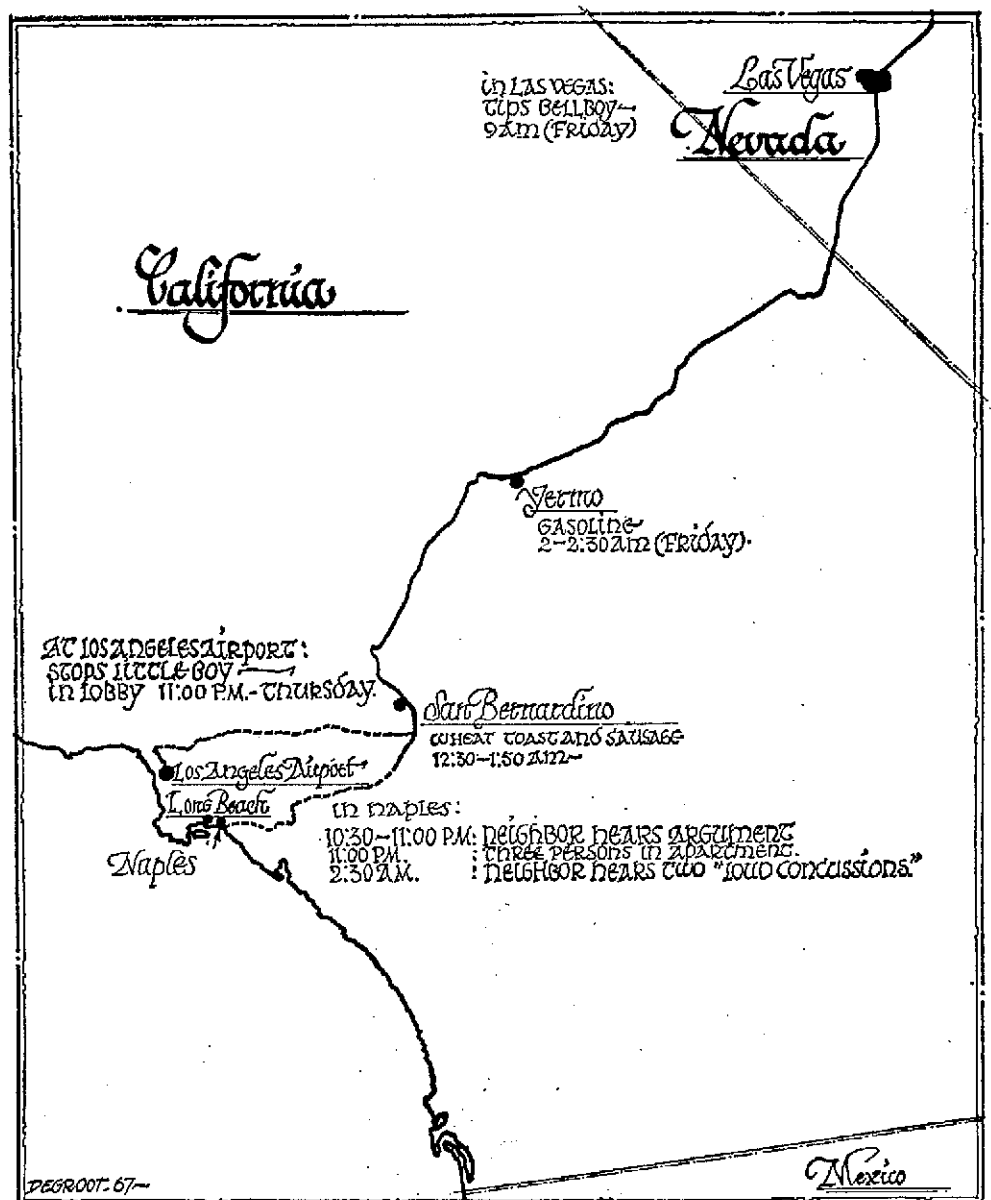 in LAS VEGAS:
TIPS BELLBOY—
9AM (FRIDAY)
Las Vegas
Nevada
California
Yermo
GASOLINE
2-2:30AM (FRIDAY).
AT LOS ANGELES AIRPORT:
STOPS LITTLE BOY
in LOBBY 11:00 P.M.-THURSDAY.
San Bernardino
WHEAT TOAST AND SAUSAGE
12:30-1:50 AM-
Los Angeles Airport
Long Beach
Naples
in NAPLES:
10:30-11:00 PM: NEIGHBOR HEARS ARGUMENT
11:00 PM. : THREE PERSONS IN APARTMENT.
2:30 AM. : NEIGHBOR HEARS TWO "LOUD CONCUSSIONS."
Mexico
DEGROOT-67-